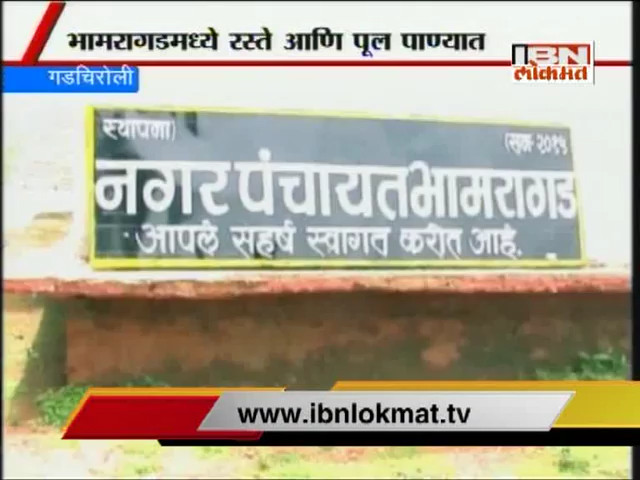 भामरागडमध्ये रस्ते आणि पूल पाण्यात
IBN
लोकमत
गडचिरोली
स्थापना) (सन-२०१५
नगर पंचायत भामरागड
आपले सहर्ष स्वागत करीत आहे.
www.ibnlokmat.tv